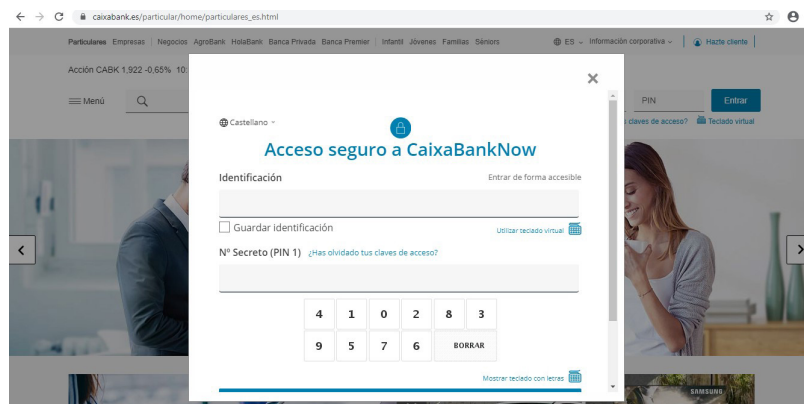 caixabank.es/particular/home/particulares_es.html
Particulares Empresas Negocios AgroBank HolaBank Banca Privada Banca Premier Infantil Jóvenes Familias Séniors ES Información corporativa Hazte cliente
Acción CABK 1,922 -0,65% 10:
Menú PIN Entrar
claves de acceso? Teclado virtual
Castellano
Acceso seguro a CaixaBankNow
Identificación Entrar de forma accesible
Guardar identificación Utilizar teclado virtual
Nº Secreto (PIN 1) ¿Has olvidado tus claves de acceso?
4 1 0 2 8 3
9 5 7 6 BORRAR
Mostrar teclado con letras
SAMSUNG